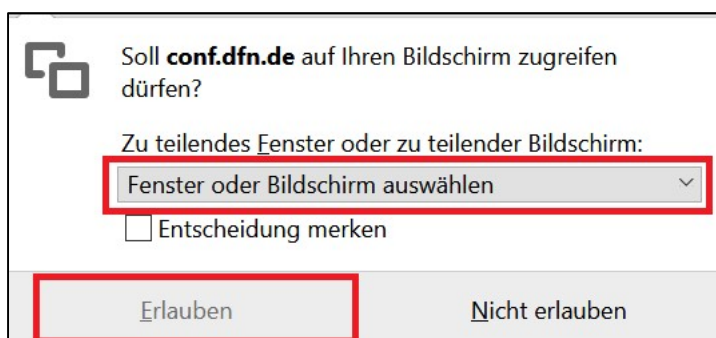 Soll conf.dfn.de auf Ihren Bildschirm zugreifen
dürfen?
Zu teilendes Fenster oder zu teilender Bildschirm:
Fenster oder Bildschirm auswählen
Entscheidung merken
Erlauben
Nicht erlauben